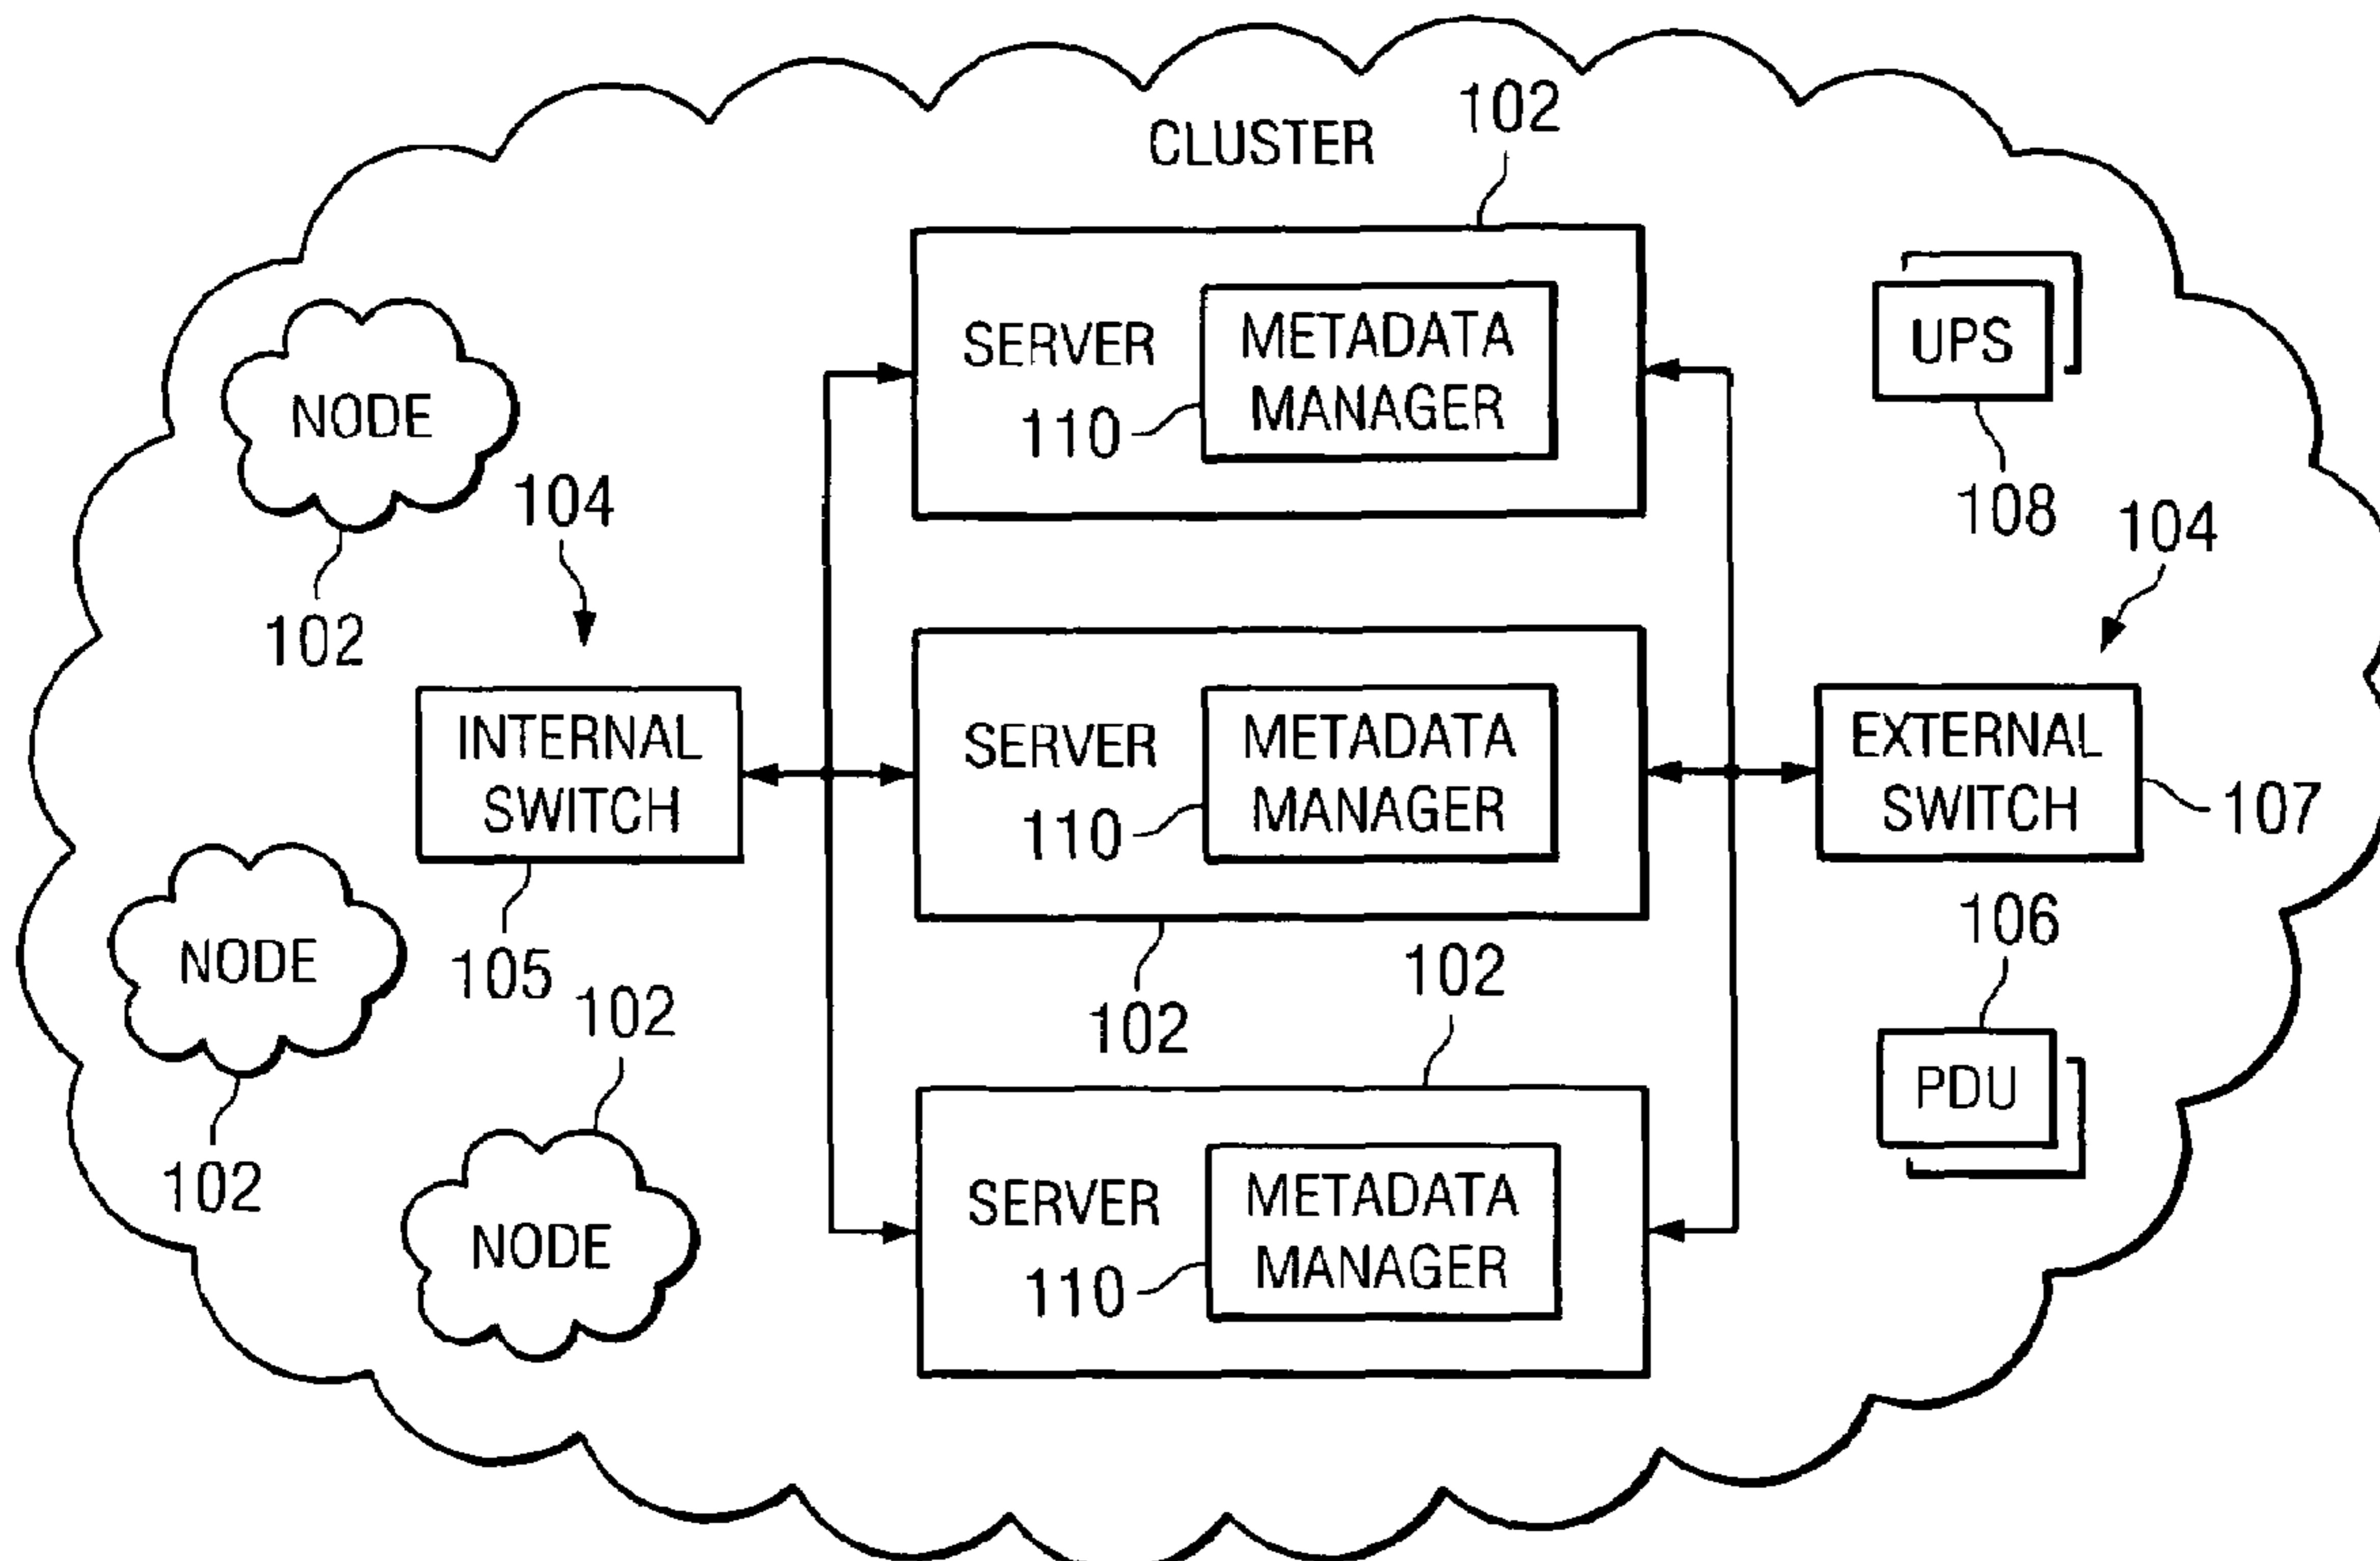 CLUSTER
102
SERVER
METADATA
MANAGER
110
UPS
108
NODE
102
104
104
INTERNAL
SWITCH
105
SERVER
METADATA
MANAGER
110
102
EXTERNAL
SWITCH
107
NODE
102
102
NODE
102
SERVER
METADATA
MANAGER
110
106
PDU